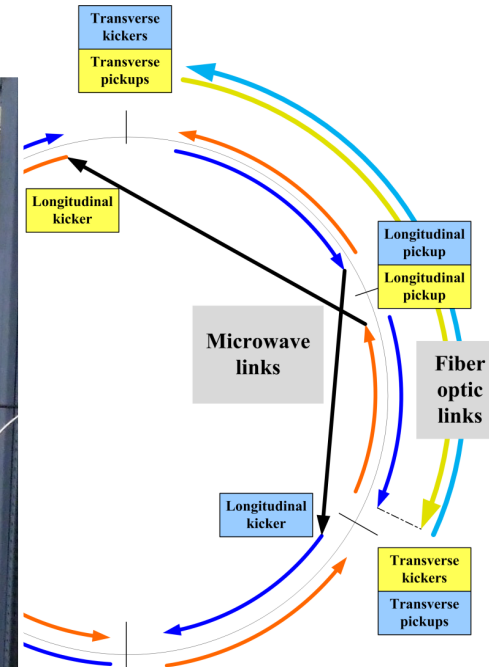 Transverse
kickers
Transverse
pickups
Longitudinal
kicker
Longitudinal
pickup
Longitudinal
pickup
Microwave
links
Fiber
optic
links
Longitudinal
kicker
Transverse
kickers
Transverse
pickups